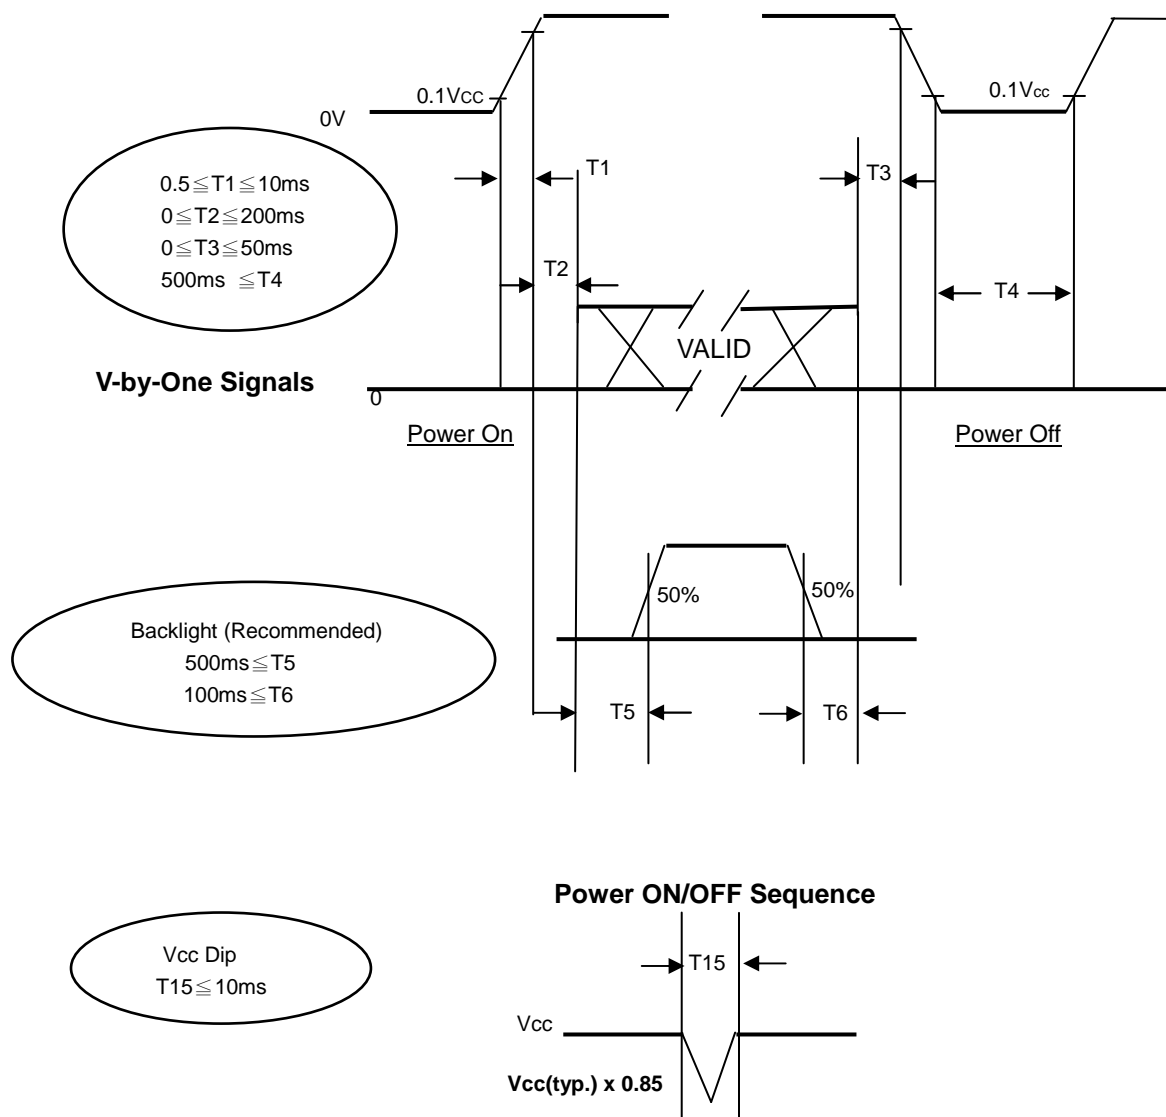 0.1Vcc
0.1Vcc
0V
T1
T3
0.5≦T1≦10ms
0≦T2≦200ms
0≦T3≦50ms
500ms ≦T4
T2
T4
VALID
V-by-One Signals
0
Power On
Power Off
50%
50%
Backlight (Recommended)
500ms≦T5
100ms≦T6
T5
T6
Power ON/OFF Sequence
Vcc Dip
T15≦10ms
T15
Vcc
Vcc(typ.) x 0.85